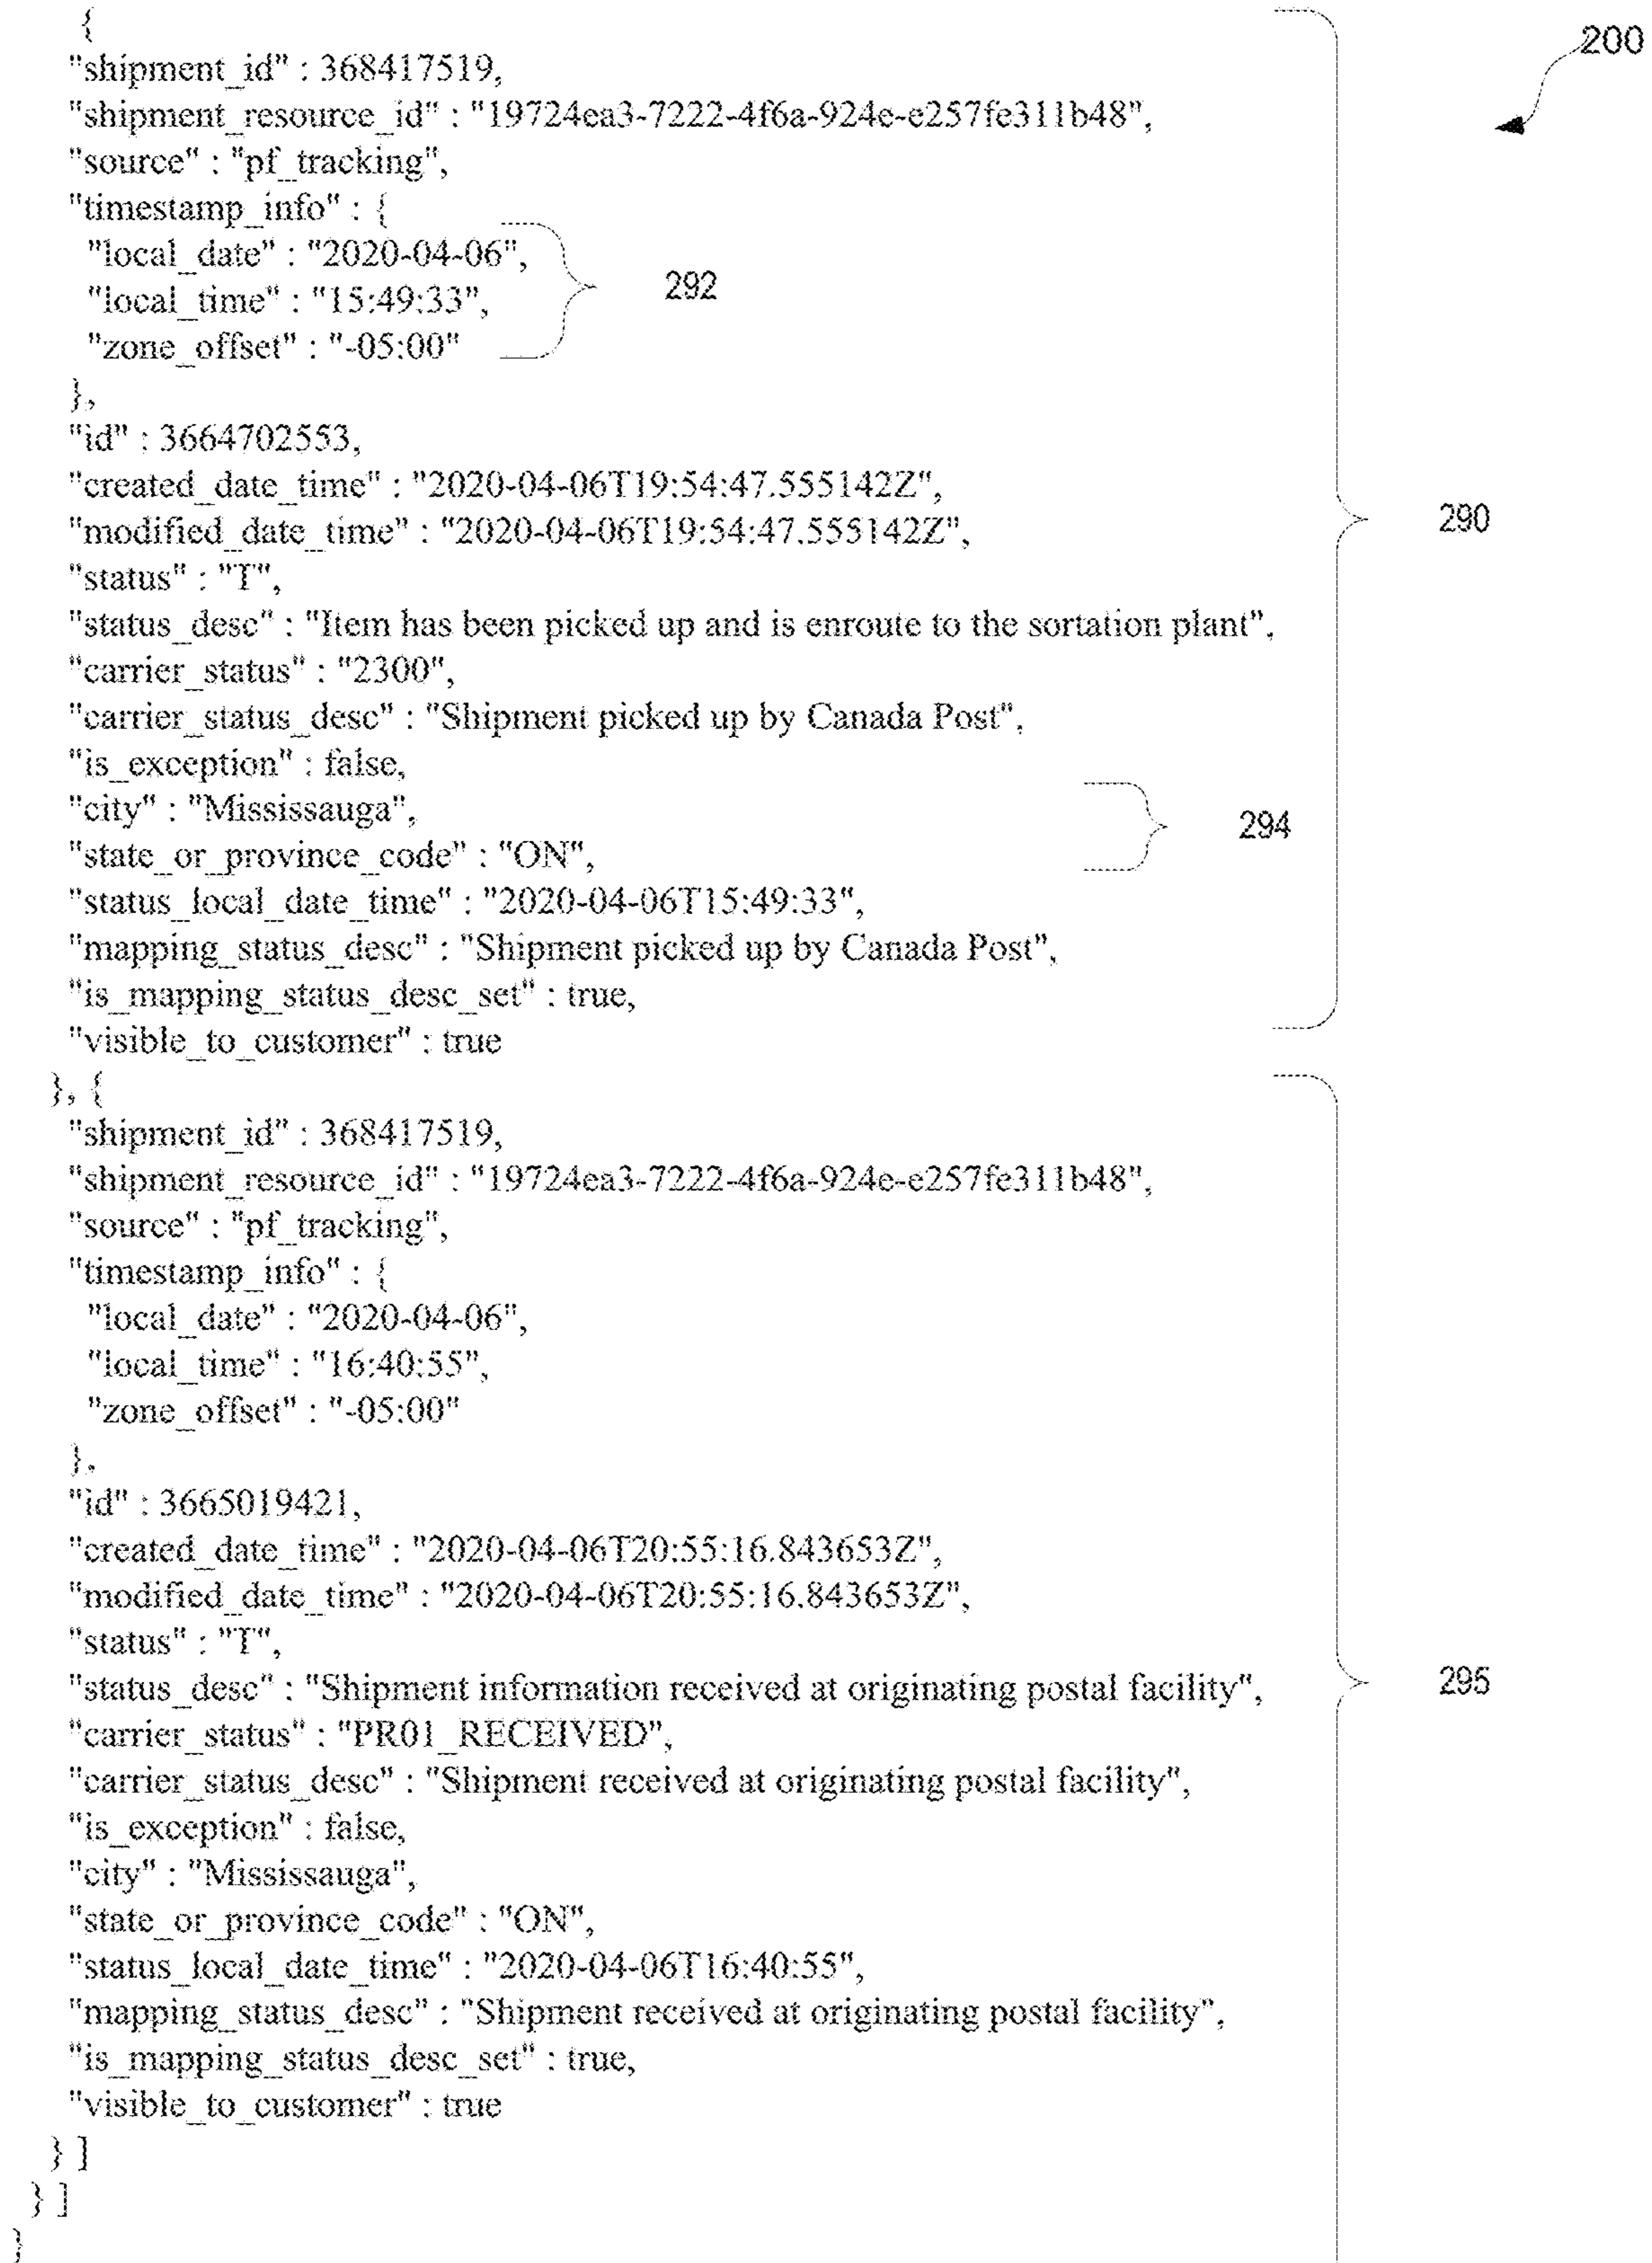 {
200
"shipment_id" : 368417519,
"shipment_resource_id" : "19724ea3-7222-4f6a-924e-e257fe311b48",
"source" : "pf_tracking",
"timestamp_info" : {
"local_date" : "2020-04-06",
292
"local_time" : "15:49:33",
"zone_offset" : "-05:00"
},
"id" : 3664702553,
"created_date_time" : "2020-04-06T19:54:47.555142Z",
"modified_date_time" : "2020-04-06T19:54:47.555142Z",
290
"status" : "T",
"status_desc" : "Item has been picked up and is enroute to the sortation plant",
"carrier_status" : "2300",
"carrier_status_desc" : "Shipment picked up by Canada Post",
"is_exception" : false,
"city" : "Mississauga",
294
"state_or_province_code" : "ON",
"status_local_date_time" : "2020-04-06T15:49:33",
"mapping_status_desc" : "Shipment picked up by Canada Post",
"is_mapping_status_desc_set" : true,
"visible_to_customer" : true
}, {
"shipment_id" : 368417519,
"shipment_resource_id" : "19724ea3-7222-4f6a-924e-e257fe311b48",
"source" : "pf_tracking",
"timestamp_info" : {
"local_date" : "2020-04-06",
"local_time" : "16:40:55",
"zone_offset" : "-05:00"
},
"id" : 3665019421,
"created_date_time" : "2020-04-06T20:55:16.843653Z",
"modified_date_time" : "2020-04-06T20:55:16.843653Z",
"status" : "T",
"status_desc" : "Shipment information received at originating postal facility",
295
"carrier_status" : "PR01_RECEIVED",
"carrier_status_desc" : "Shipment received at originating postal facility",
"is_exception" : false,
"city" : "Mississauga",
"state_or_province_code" : "ON",
"status_local_date_time" : "2020-04-06T16:40:55",
"mapping_status_desc" : "Shipment received at originating postal facility",
"is_mapping_status_desc_set" : true,
"visible_to_customer" : true
} ]
} ]
}